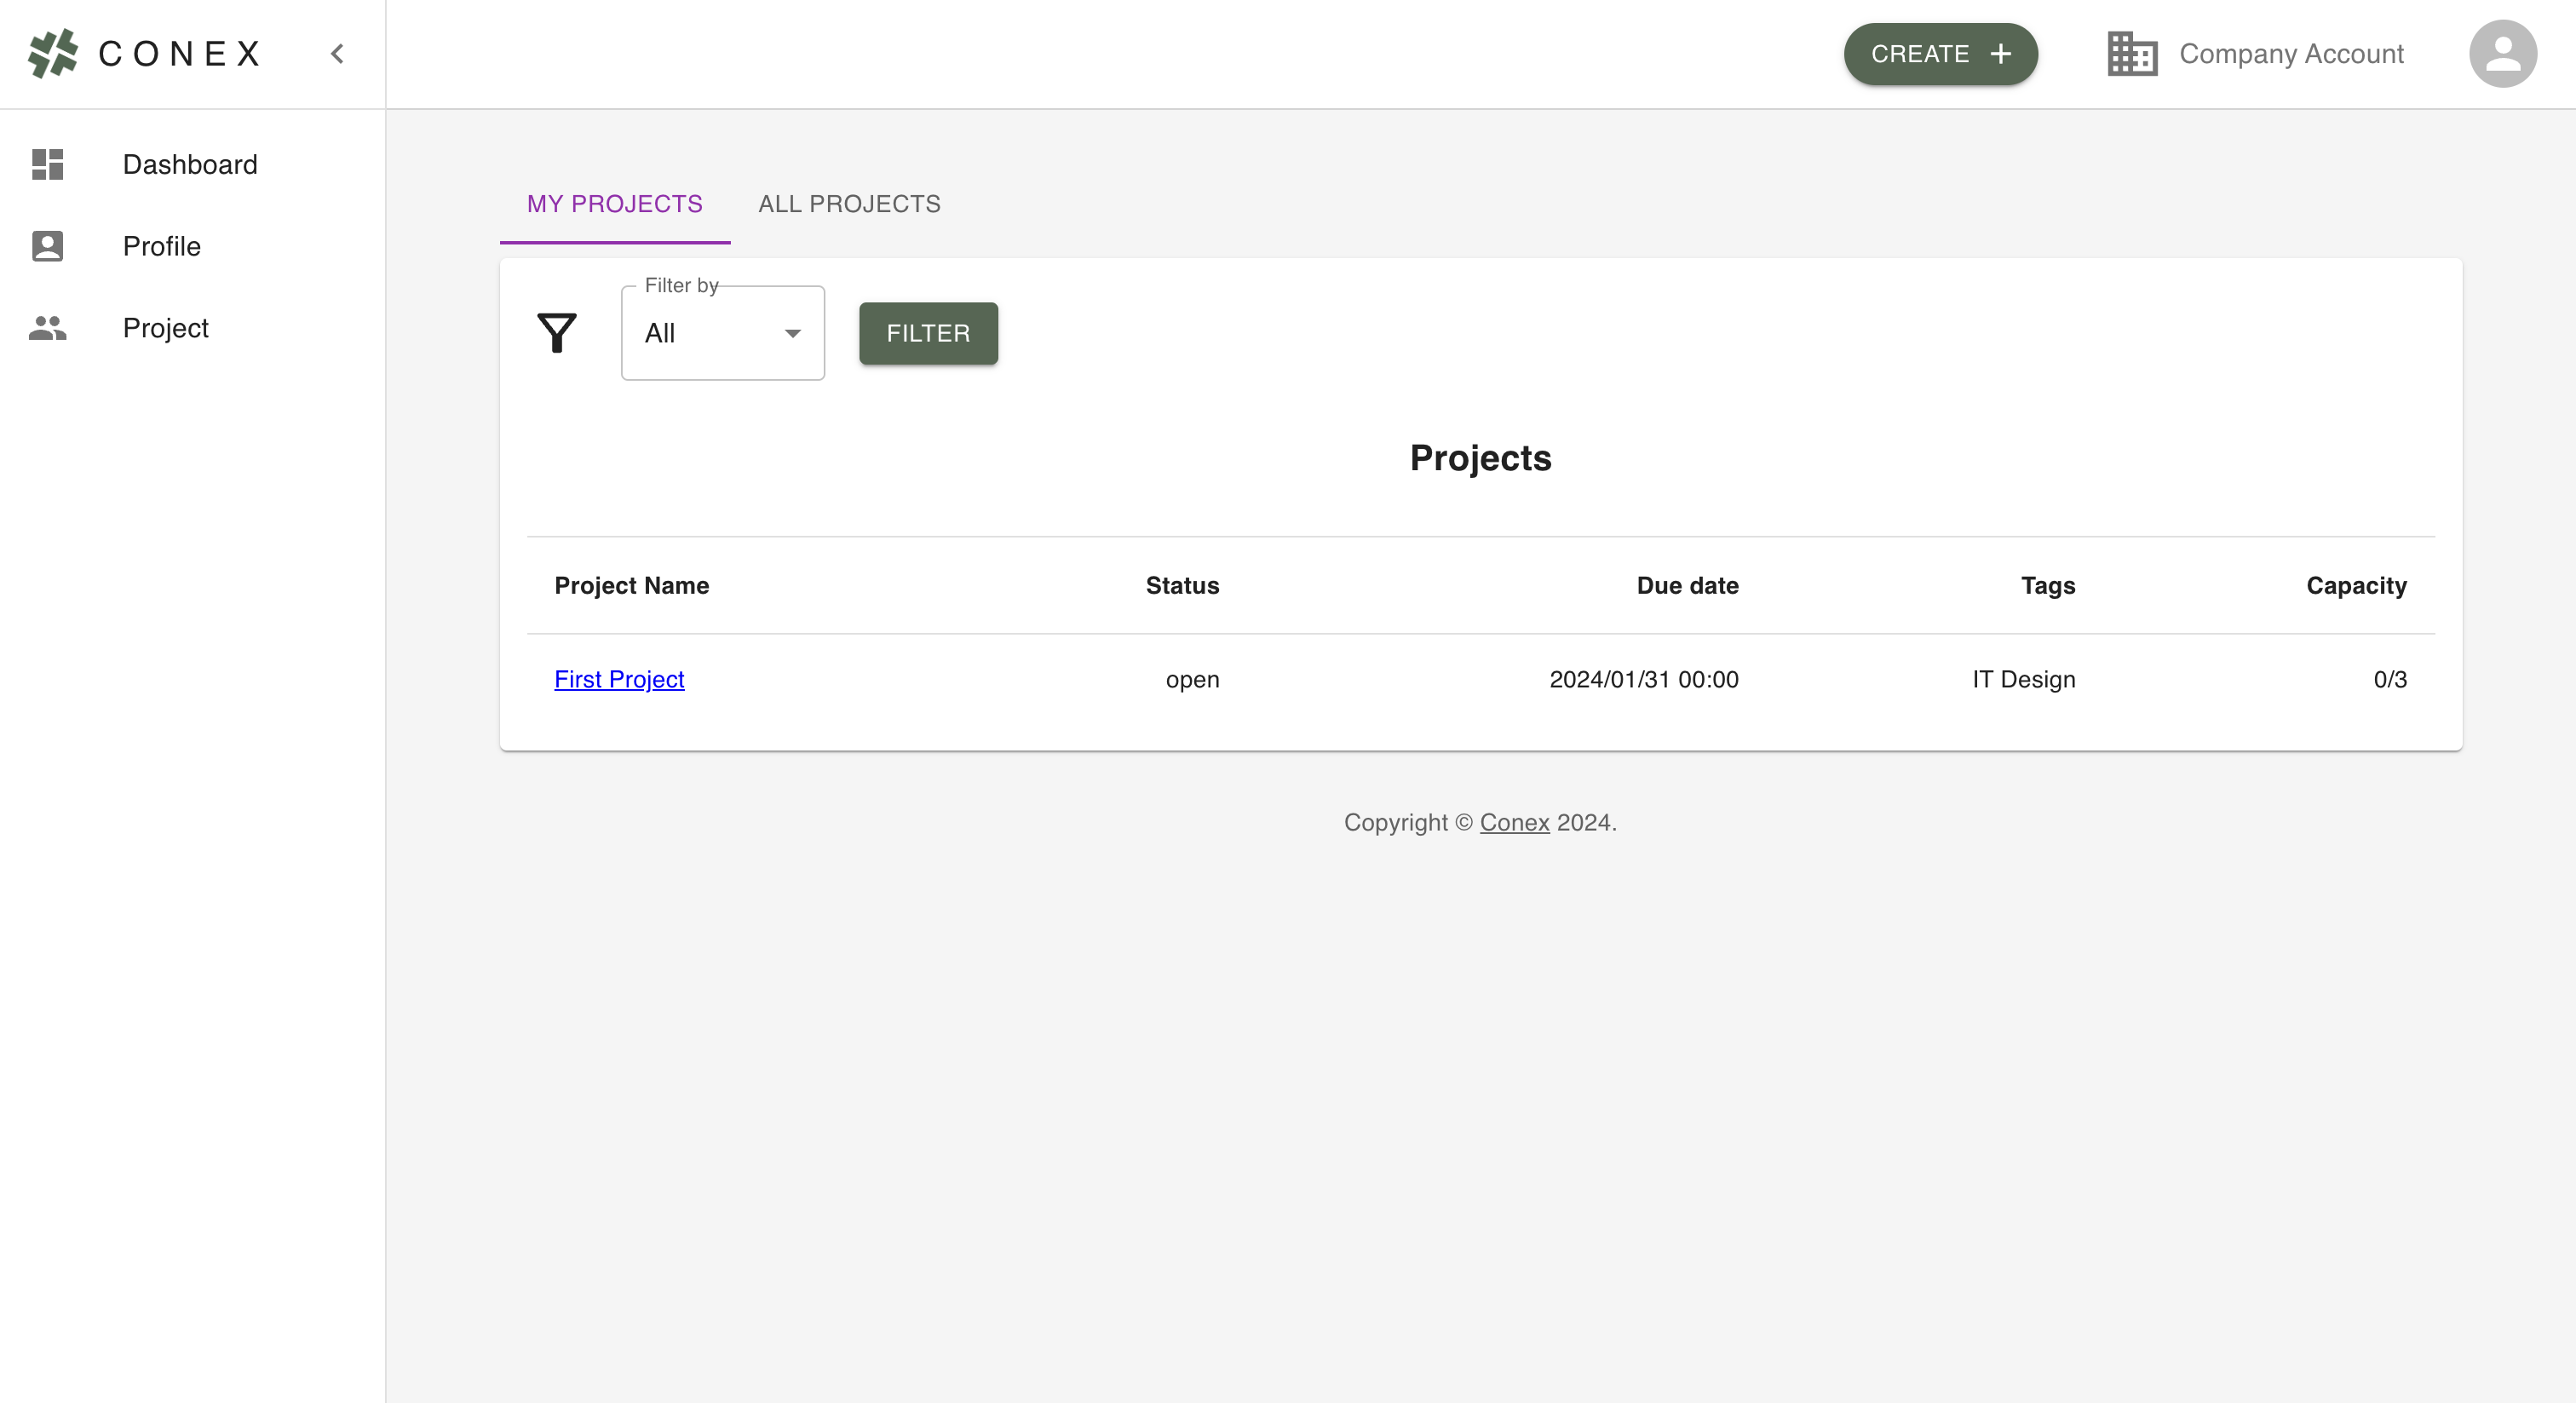 CONEX
CREATE +
Company Account
Dashboard
Profile
Project
MY PROJECTS ALL PROJECTS
Filter by
All
FILTER
Projects
Project Name Status Due date Tags Capacity
First Project open 2024/01/31 00:00 IT Design 0/3
Copyright © Conex 2024.